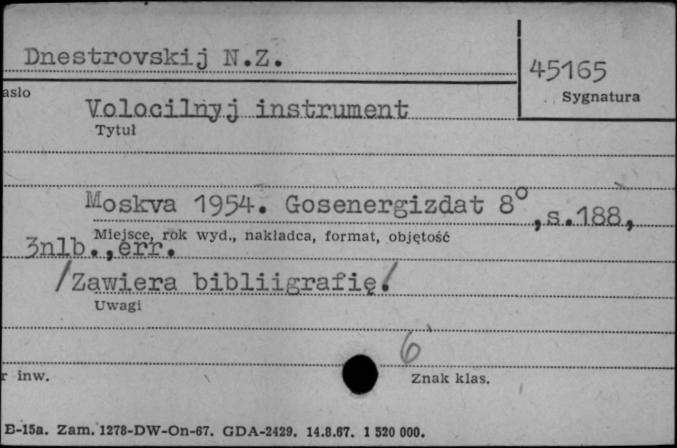 Dnestrovskij N.Z.
45165
asło
Sygnatura
Volocilnyj instrument
Tytuł
Moskva 1954. Gosenergizdat 8°, s.188,
Miejsce, rok wyd., nakładca, format, objętość
3nlb., err.
/Zawiera bibliigrafię./
Uwagi
6
r inw.
Znak klas.
E-15a. Zam. 1278-DW-On-67. GDA-2429. 14.8.67. 1 520 000.